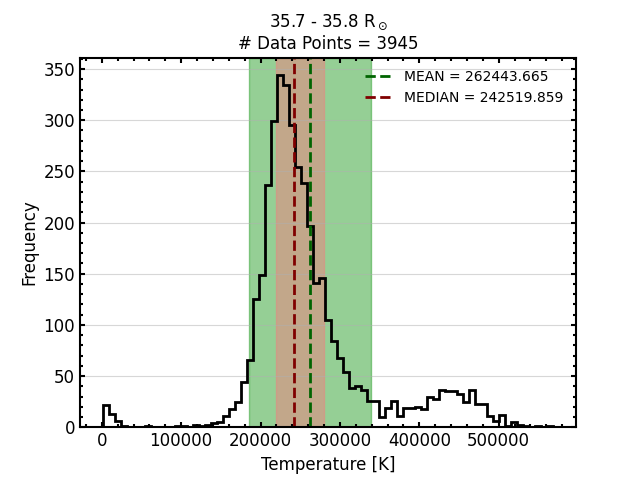 35.7 - 35.8 R⊙
# Data Points = 3945
MEAN = 262443.665
MEDIAN = 242519.859
Frequency
350
300
250
200
150
100
50
0
0 100000 200000 300000 400000 500000
Temperature [K]